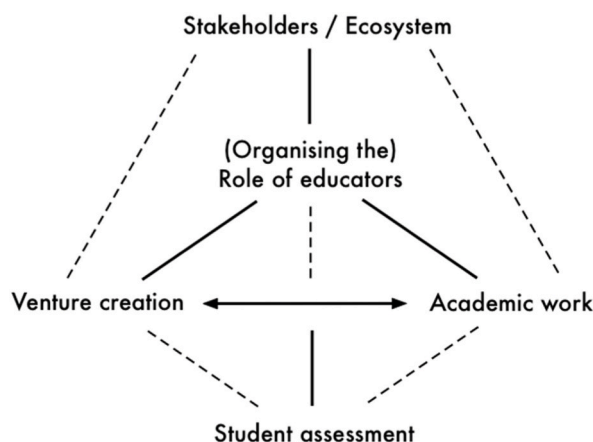 Stakeholders / Ecosystem
(Organising the)
Role of educators
Venture creation
Academic work
Student assessment